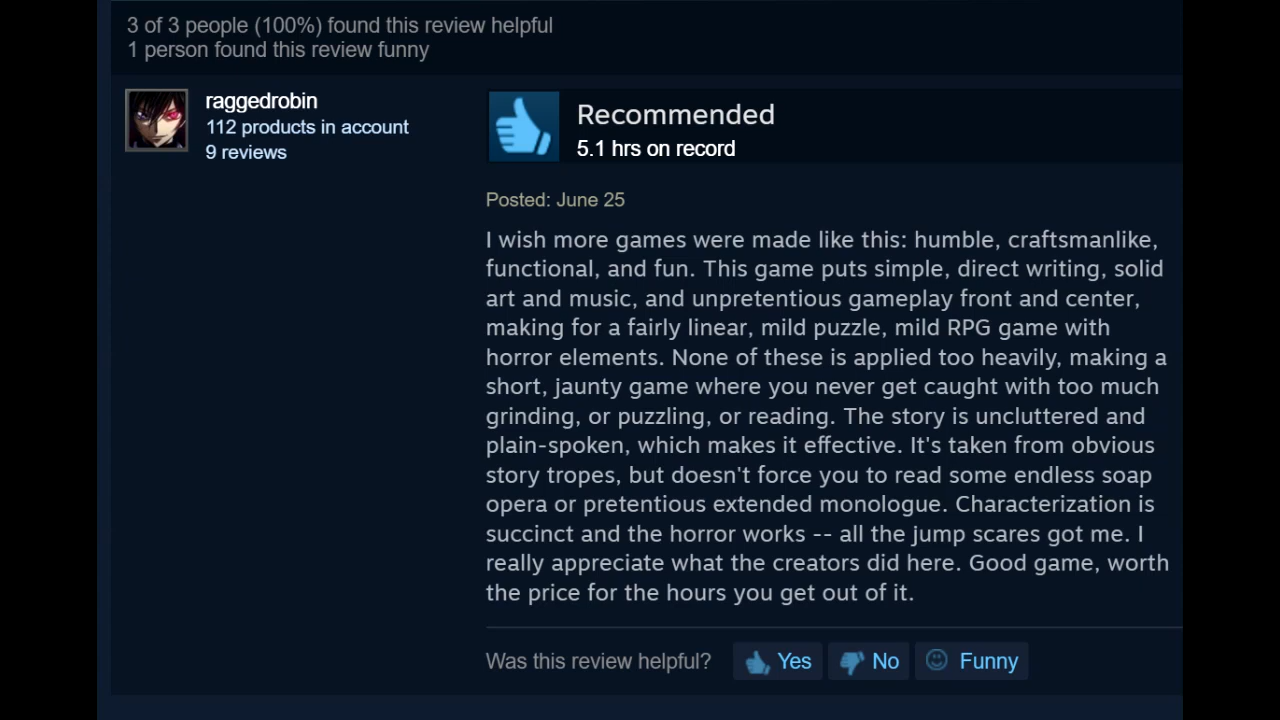 3 of 3 people (100%) found this review helpful
1 person found this review funny
raggedrobin
112 products in account
9 reviews
Recommended
5.1 hrs on record
Posted: June 25
I wish more games were made like this: humble, craftsmanlike,
functional, and fun. This game puts simple, direct writing, solid
art and music, and unpretentious gameplay front and center,
making for a fairly linear, mild puzzle, mild RPG game with
horror elements. None of these is applied too heavily, making a
short, jaunty game where you never get caught with too much
grinding, or puzzling, or reading. The story is uncluttered and
plain-spoken, which makes it effective. It's taken from obvious
story tropes, but doesn't force you to read some endless soap
opera or pretentious extended monologue. Characterization is
succinct and the horror works -- all the jump scares got me. I
really appreciate what the creators did here. Good game, worth
the price for the hours you get out of it.
Was this review helpful? Yes No Funny